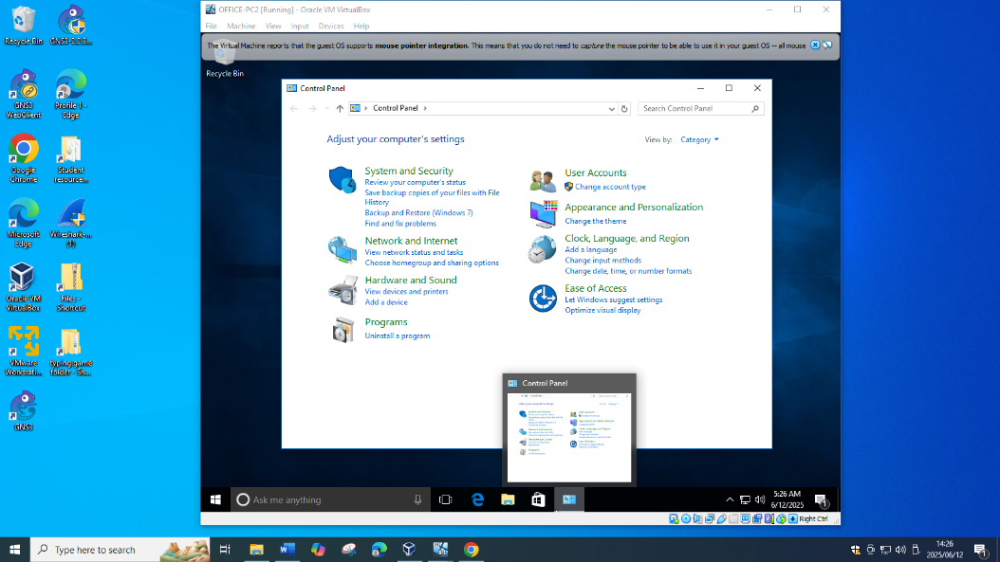 Recycle Bin
GNS3-2.2.3...
GNS3
WebClient
Profile 1 -
Edge
Google
Chrome
Student
resource...
Microsoft
Edge
Wireshark-...
(1)
Oracle VM
VirtualBox
Files -
Shortcut
VMware
Workstati...
typing game
folder - Sh...
GNS3
OFFICE-PC2 [Running] - Oracle VM VirtualBox
File Machine View Input Devices Help
The Virtual Machine reports that the guest OS supports mouse pointer integration. This means that you do not need to capture the mouse pointer to be able to use it in your guest OS -- all mouse
Recycle Bin
Control Panel
Control Panel
Search Control Panel
Adjust your computer's settings
View by: Category
System and Security
Review your computer's status
Save backup copies of your files with File
History
Backup and Restore (Windows 7)
Find and fix problems
Network and Internet
View network status and tasks
Choose homegroup and sharing options
Hardware and Sound
View devices and printers
Add a device
Programs
Uninstall a program
User Accounts
Change account type
Appearance and Personalization
Change the theme
Clock, Language, and Region
Add a language
Change input methods
Change date, time, or number formats
Ease of Access
Let Windows suggest settings
Optimize visual display
Control Panel
Ask me anything
5:26 AM
6/12/2025
1
Right Ctrl
Type here to search
14:26
2025/06/12
1